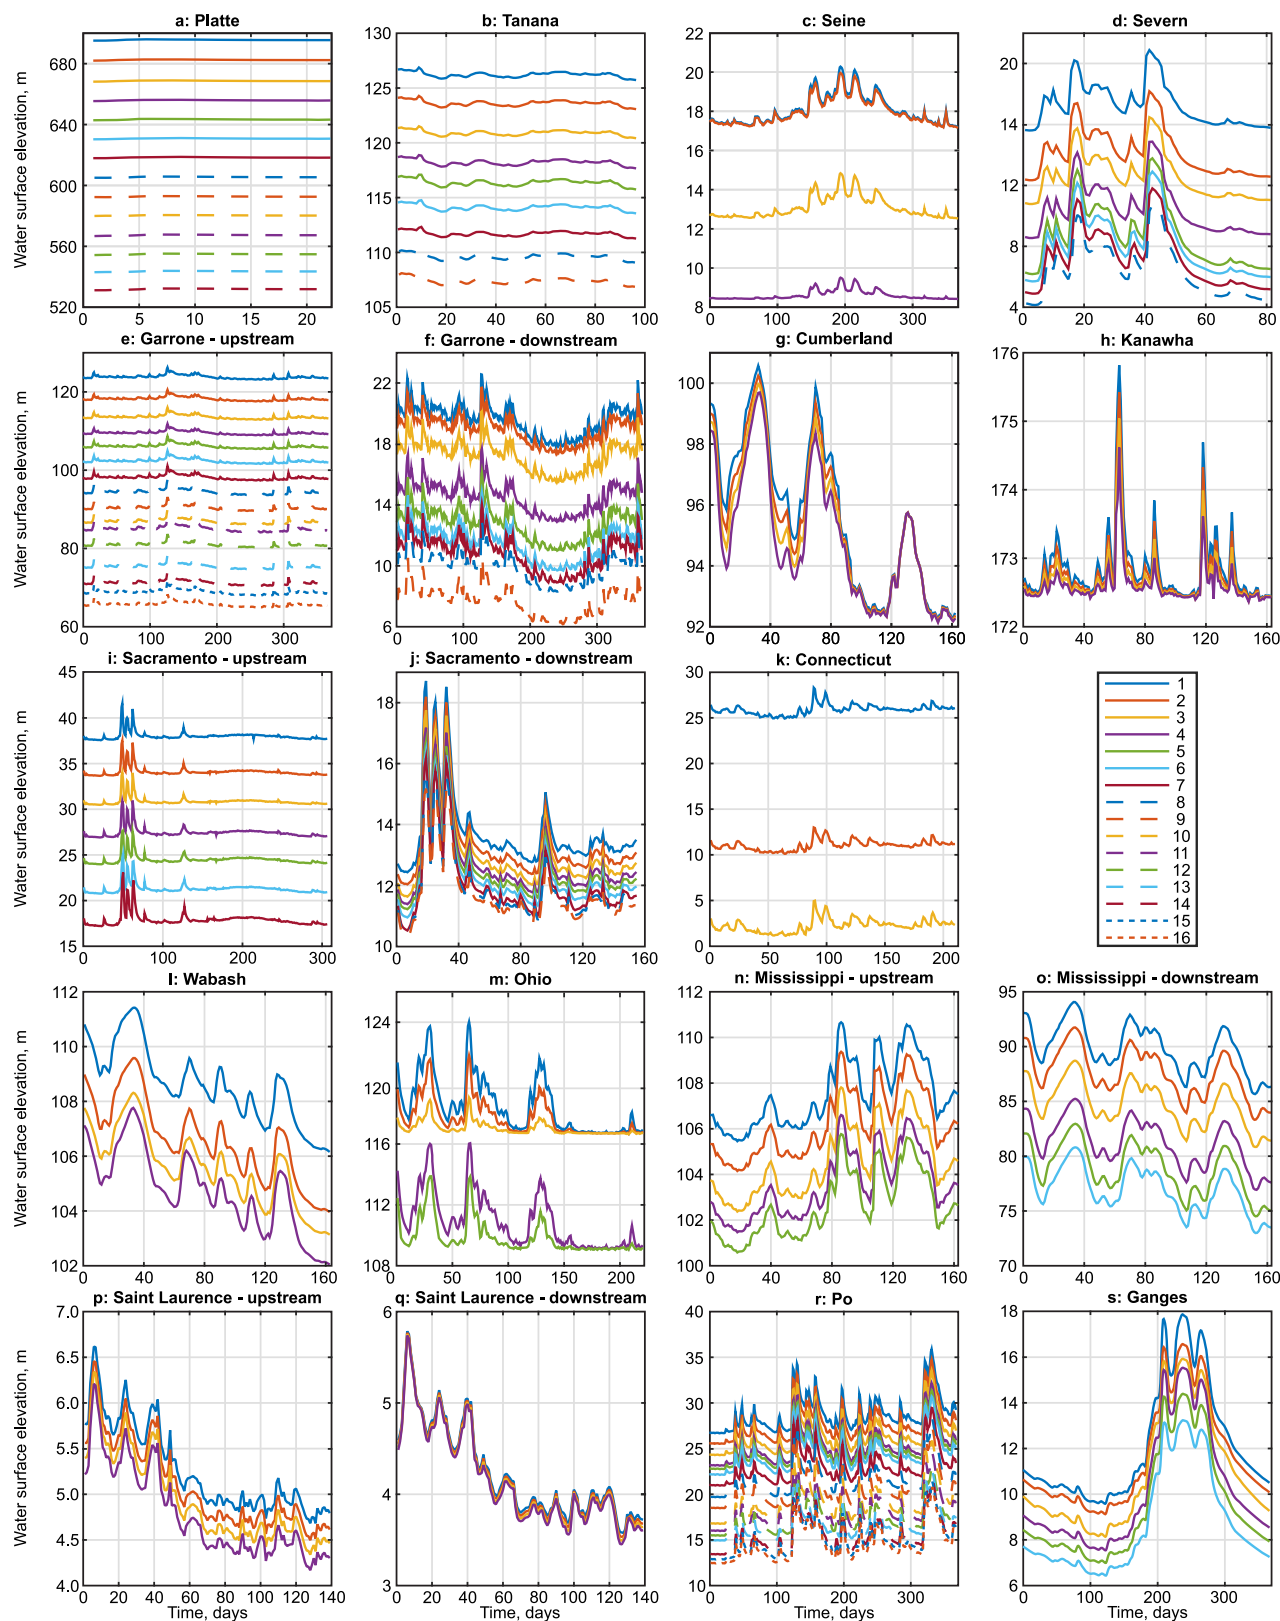 a: Platte
b: Tanana
c: Seine
d: Severn
Water surface elevation, m
680
640
600
560
520
0 5 10 15 20
130
125
120
115
110
105
0 20 40 60 80 100
22
20
18
16
14
12
10
8
0 100 200 300
20
14
12
8
4
0 20 40 60 80
e: Garrone - upstream
f: Garrone - downstream
g: Cumberland
h: Kanawha
Water surface elevation, m
120
100
80
60
0 100 200 300
22
18
14
10
6
0 100 200 300
100
98
96
94
92
0 40 80 120 160
176
175
174
173
172
0 40 80 120 160
i: Sacramento - upstream
j: Sacramento - downstream
k: Connecticut
Water surface elevation, m
45
40
35
30
25
20
15
0 100 200 300
18
16
14
12
10
0 40 80 120 160
30
25
20
15
10
5
0
0 50 100 150 200
1
2
3
4
5
6
7
8
9
10
11
12
13
14
15
16
l: Wabash
m: Ohio
n: Mississippi - upstream
o: Mississippi - downstream
Water surface elevation, m
112
110
108
106
104
102
0 40 80 120 160
124
120
116
112
108
0 50 100 150 200
112
110
108
106
104
102
100
0 40 80 120 160
95
90
85
80
75
70
0 40 80 120 160
p: Saint Laurence - upstream
q: Saint Laurence - downstream
r: Po
s: Ganges
Water surface elevation, m
7.0
6.5
6.0
5.5
5.0
4.5
4.0
0 20 40 60 80 100 120 140
Time, days
6
5
4
3
0 20 40 60 80 100 120 140
Time, days
40
35
30
25
20
15
10
0 100 200 300
Time, days
18
16
14
12
10
8
6
0 100 200 300
Time, days